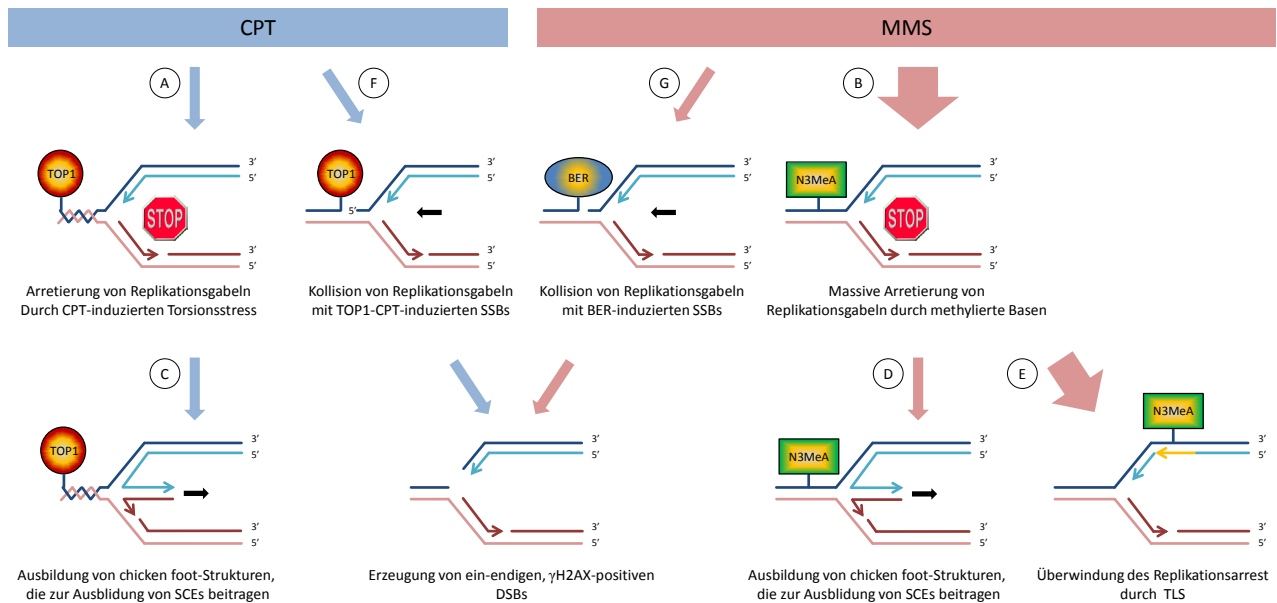 CPT
MMS
A
F
G
B
TOP1
3’
5’
STOP
3’
5’
TOP1
5’
3’
5’
3’
5’
BER
3’
5’
3’
5’
N3MeA
3’
5’
STOP
3’
5’
Arretierung von Replikationsgabeln
Durch CPT-induzierten Torsionsstress
Kollision von Replikationsgabeln
mit TOP1-CPT-induzierten SSBs
Kollision von Replikationsgabeln
mit BER-induzierten SSBs
Massive Arretierung von
Replikationsgabeln durch methylierte Basen
C
D
E
TOP1
3’
5’
3’
5’
3’
5’
3’
5’
N3MeA
3’
5’
3’
5’
N3MeA
3’
5’
3’
5’
Ausbildung von chicken foot-Strukturen,
die zur Ausblidung von SCEs beitragen
Erzeugung von ein-endigen, γH2AX-positiven
DSBs
Ausbildung von chicken foot-Strukturen,
die zur Ausblidung von SCEs beitragen
Überwindung des Replikationsarrest
durch TLS